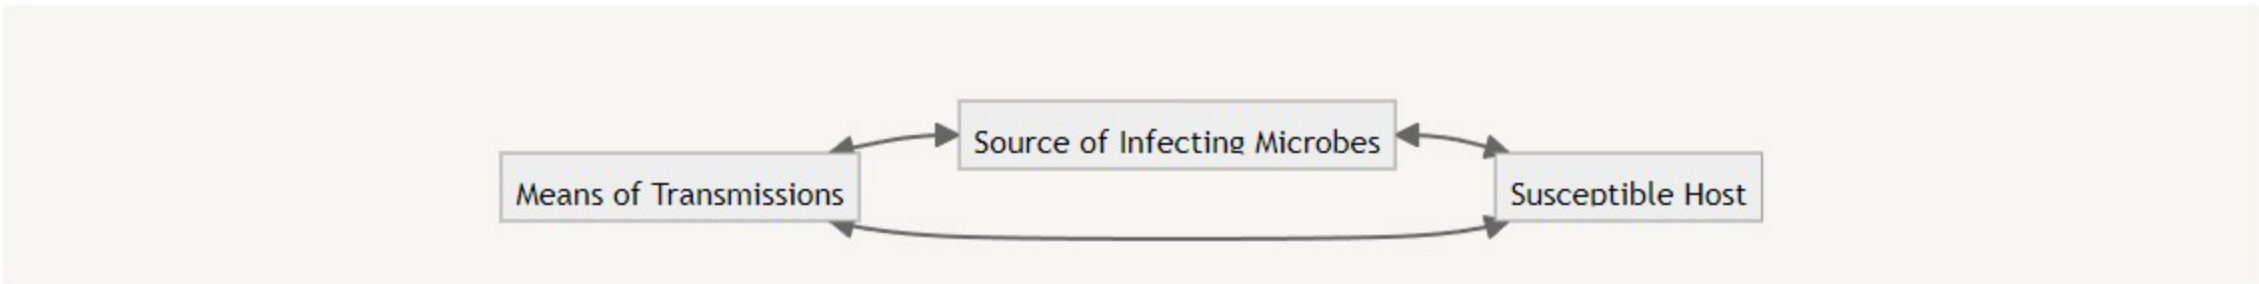 Source of Infecting Microbes
Means of Transmissions
Susceptible Host